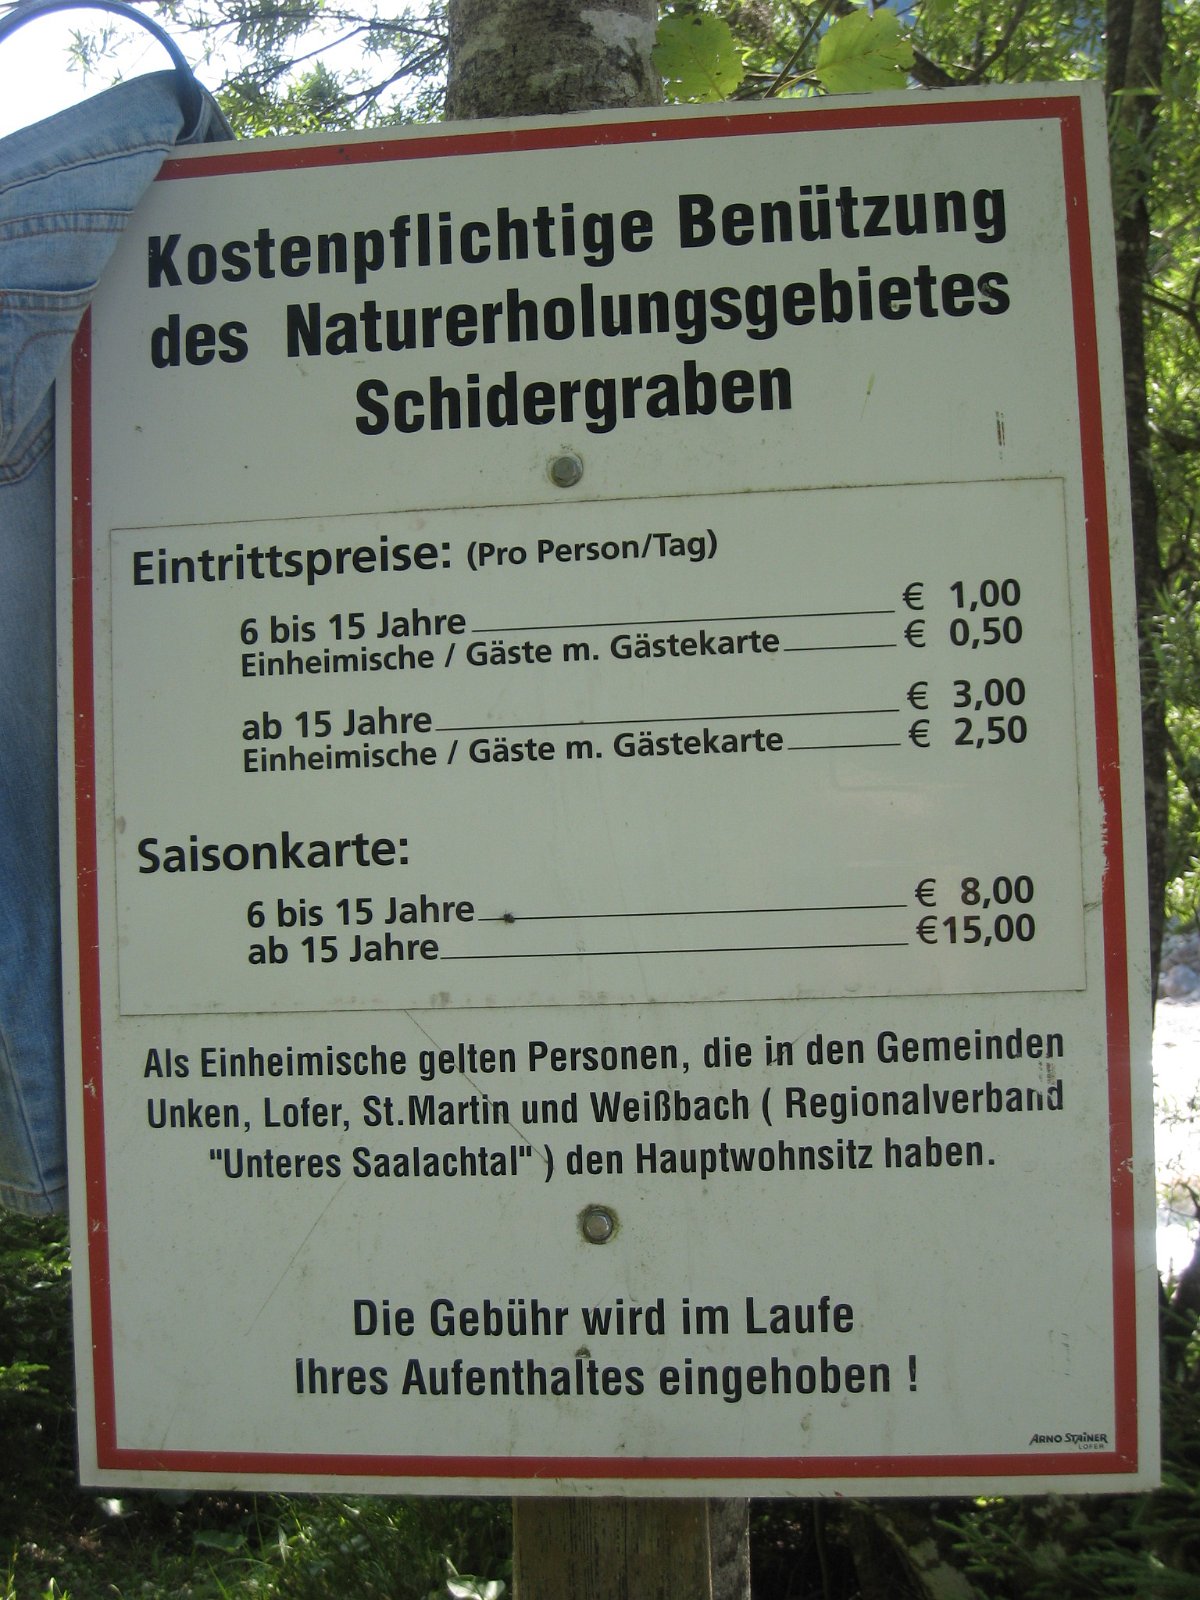 Kostenpflichtige Benützung
des Naturerholungsgebietes
Schidergraben
Eintrittspreise: (Pro Person/Tag)
6 bis 15 Jahre € 1,00
Einheimische / Gäste m. Gästekarte € 0,50
ab 15 Jahre € 3,00
Einheimische / Gäste m. Gästekarte € 2,50
Saisonkarte:
6 bis 15 Jahre € 8,00
ab 15 Jahre €15,00
Als Einheimische gelten Personen, die in den Gemeinden
Unken, Lofer, St.Martin und Weißbach ( Regionalverband
"Unteres Saalachtal" ) den Hauptwohnsitz haben.
Die Gebühr wird im Laufe
Ihres Aufenthaltes eingehoben !
ARNO STAINER
LOFER